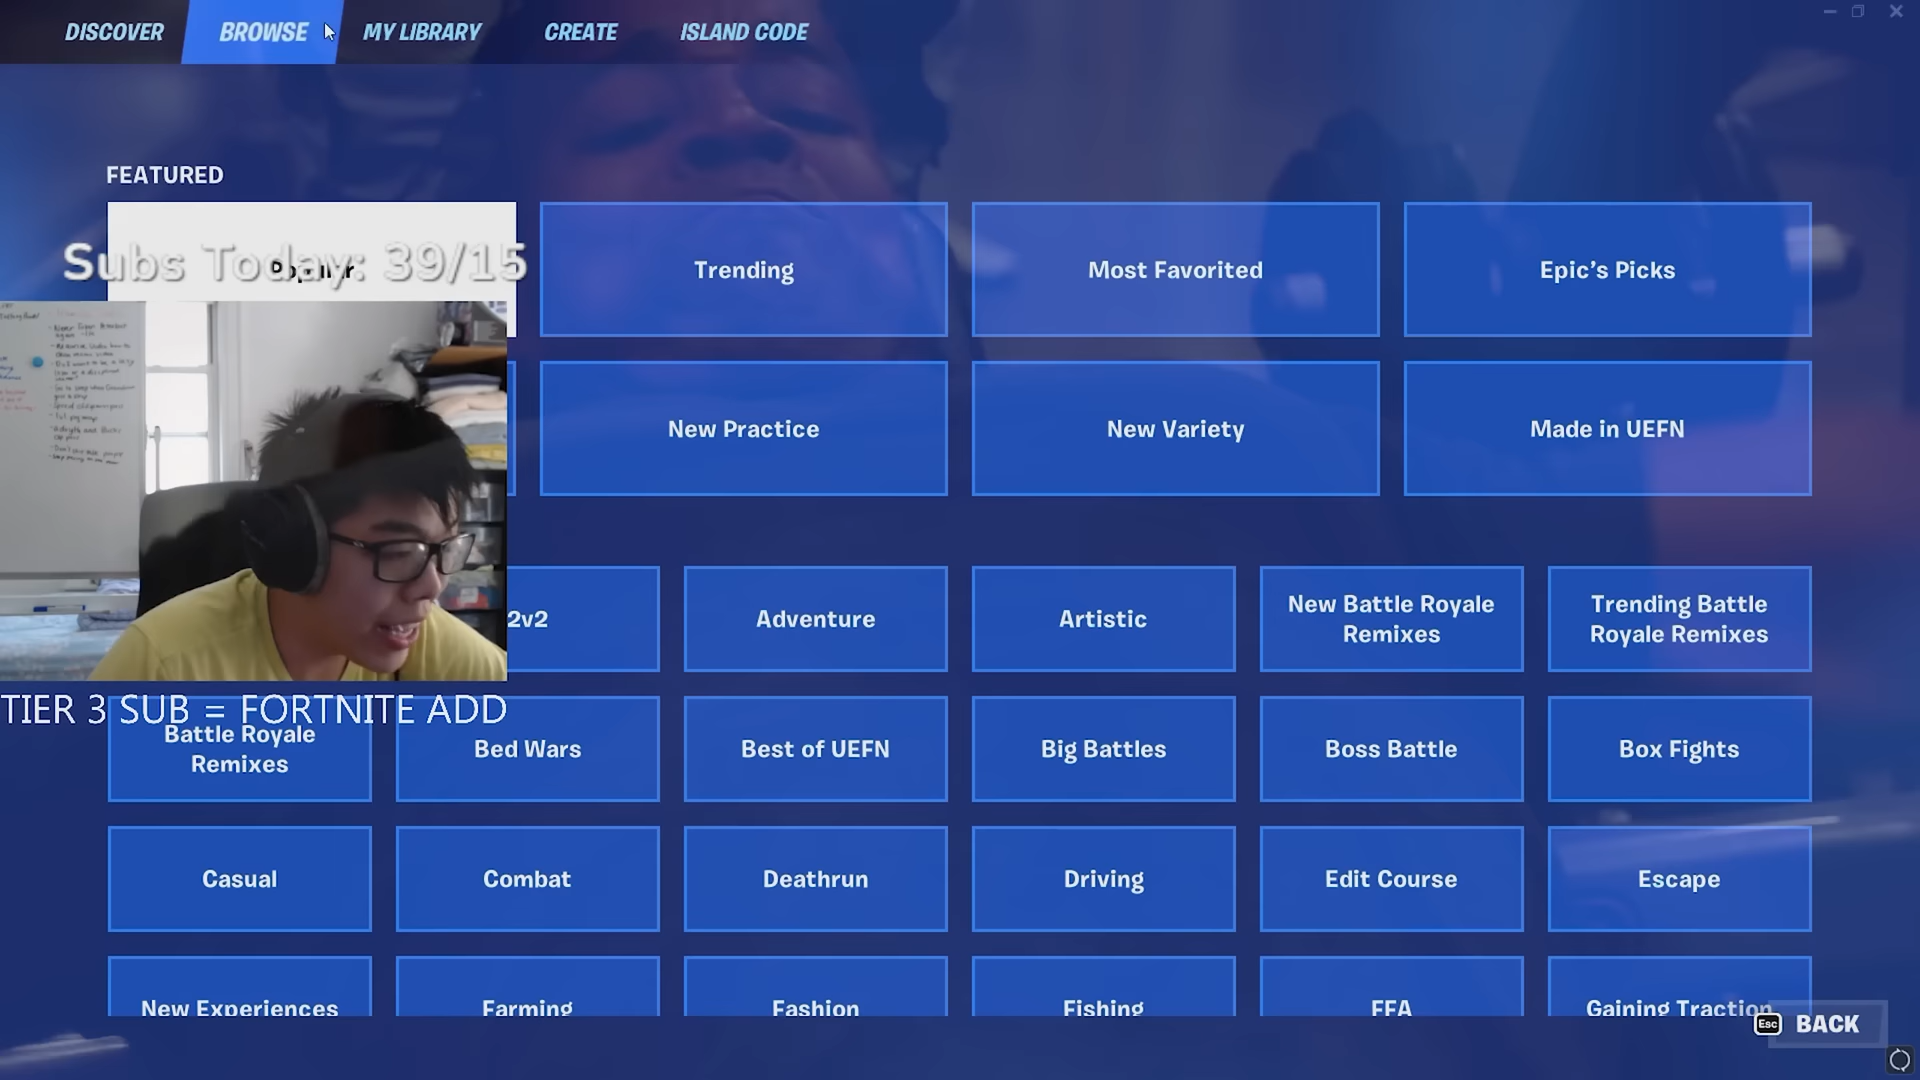 DISCOVER
BROWSE
MY LIBRARY
CREATE
ISLAND CODE
FEATURED
Subs Today: 39/15
Popular
Trending
Most Favorited
Epic's Picks
New Practice
New Variety
Made in UEFN
2v2
Adventure
Artistic
New Battle Royale
Remixes
Trending Battle
Royale Remixes
TIER 3 SUB = FORTNITE ADD
Battle Royale
Remixes
Bed Wars
Best of UEFN
Big Battles
Boss Battle
Box Fights
Casual
Combat
Deathrun
Driving
Edit Course
Escape
New Experiences
Farming
Fashion
Fishing
FFA
Gaining Traction
Esc BACK